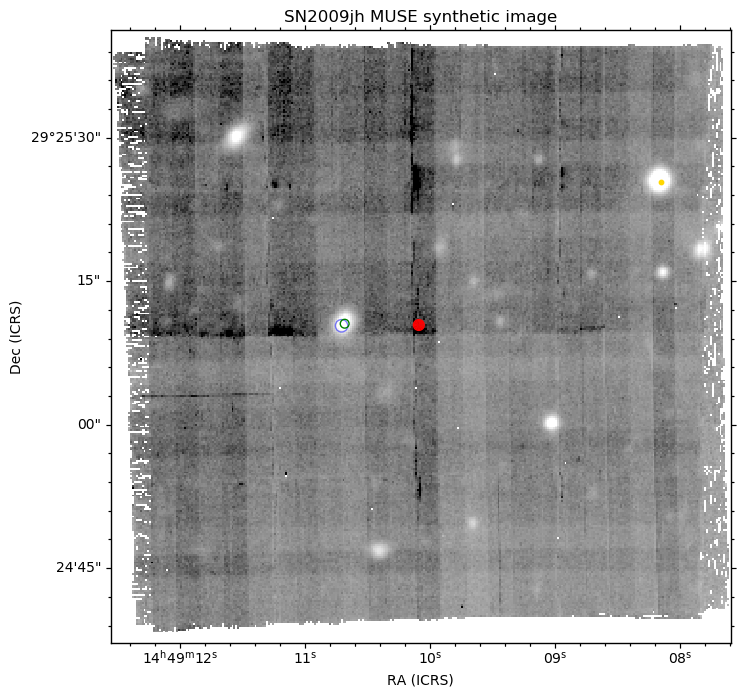 SN2009jh MUSE synthetic image
29°25'30"
15"
00"
24'45"
Dec (ICRS)
14h49m12s 11s 10s 09s 08s
RA (ICRS)